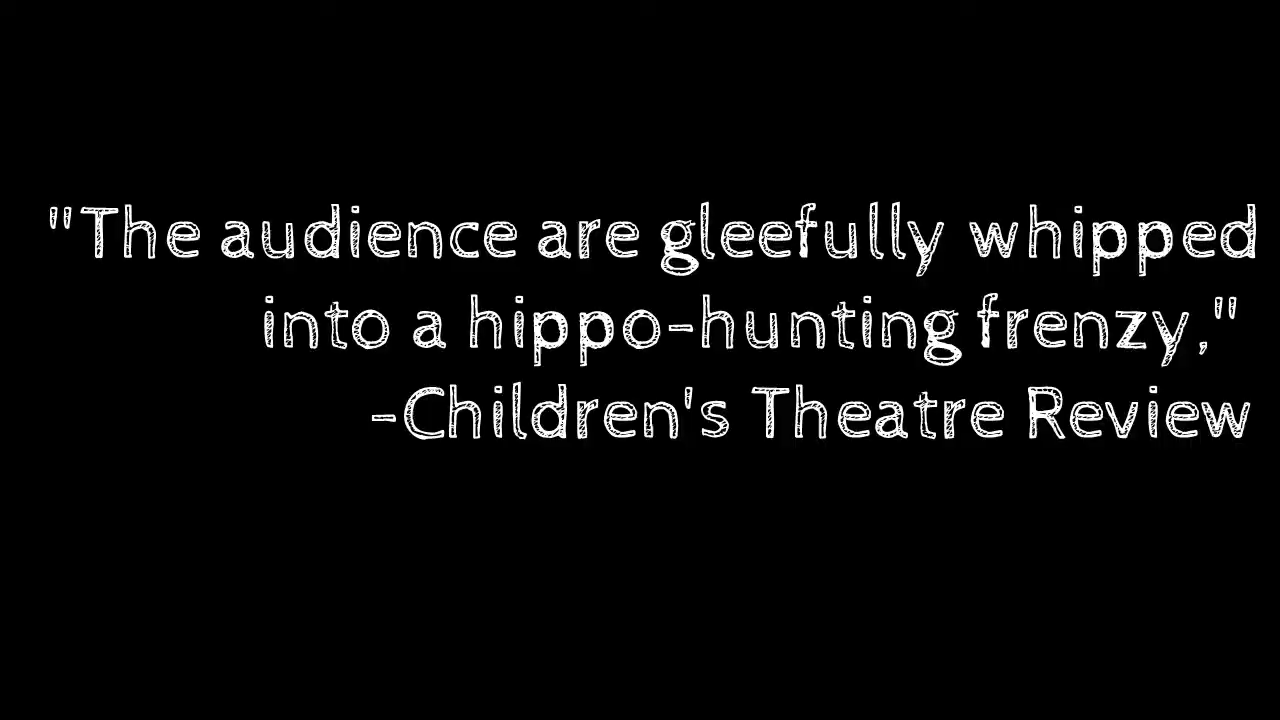 "The audience are gleefully whipped
into a hippo-hunting frenzy,"
-Children's Theatre Review